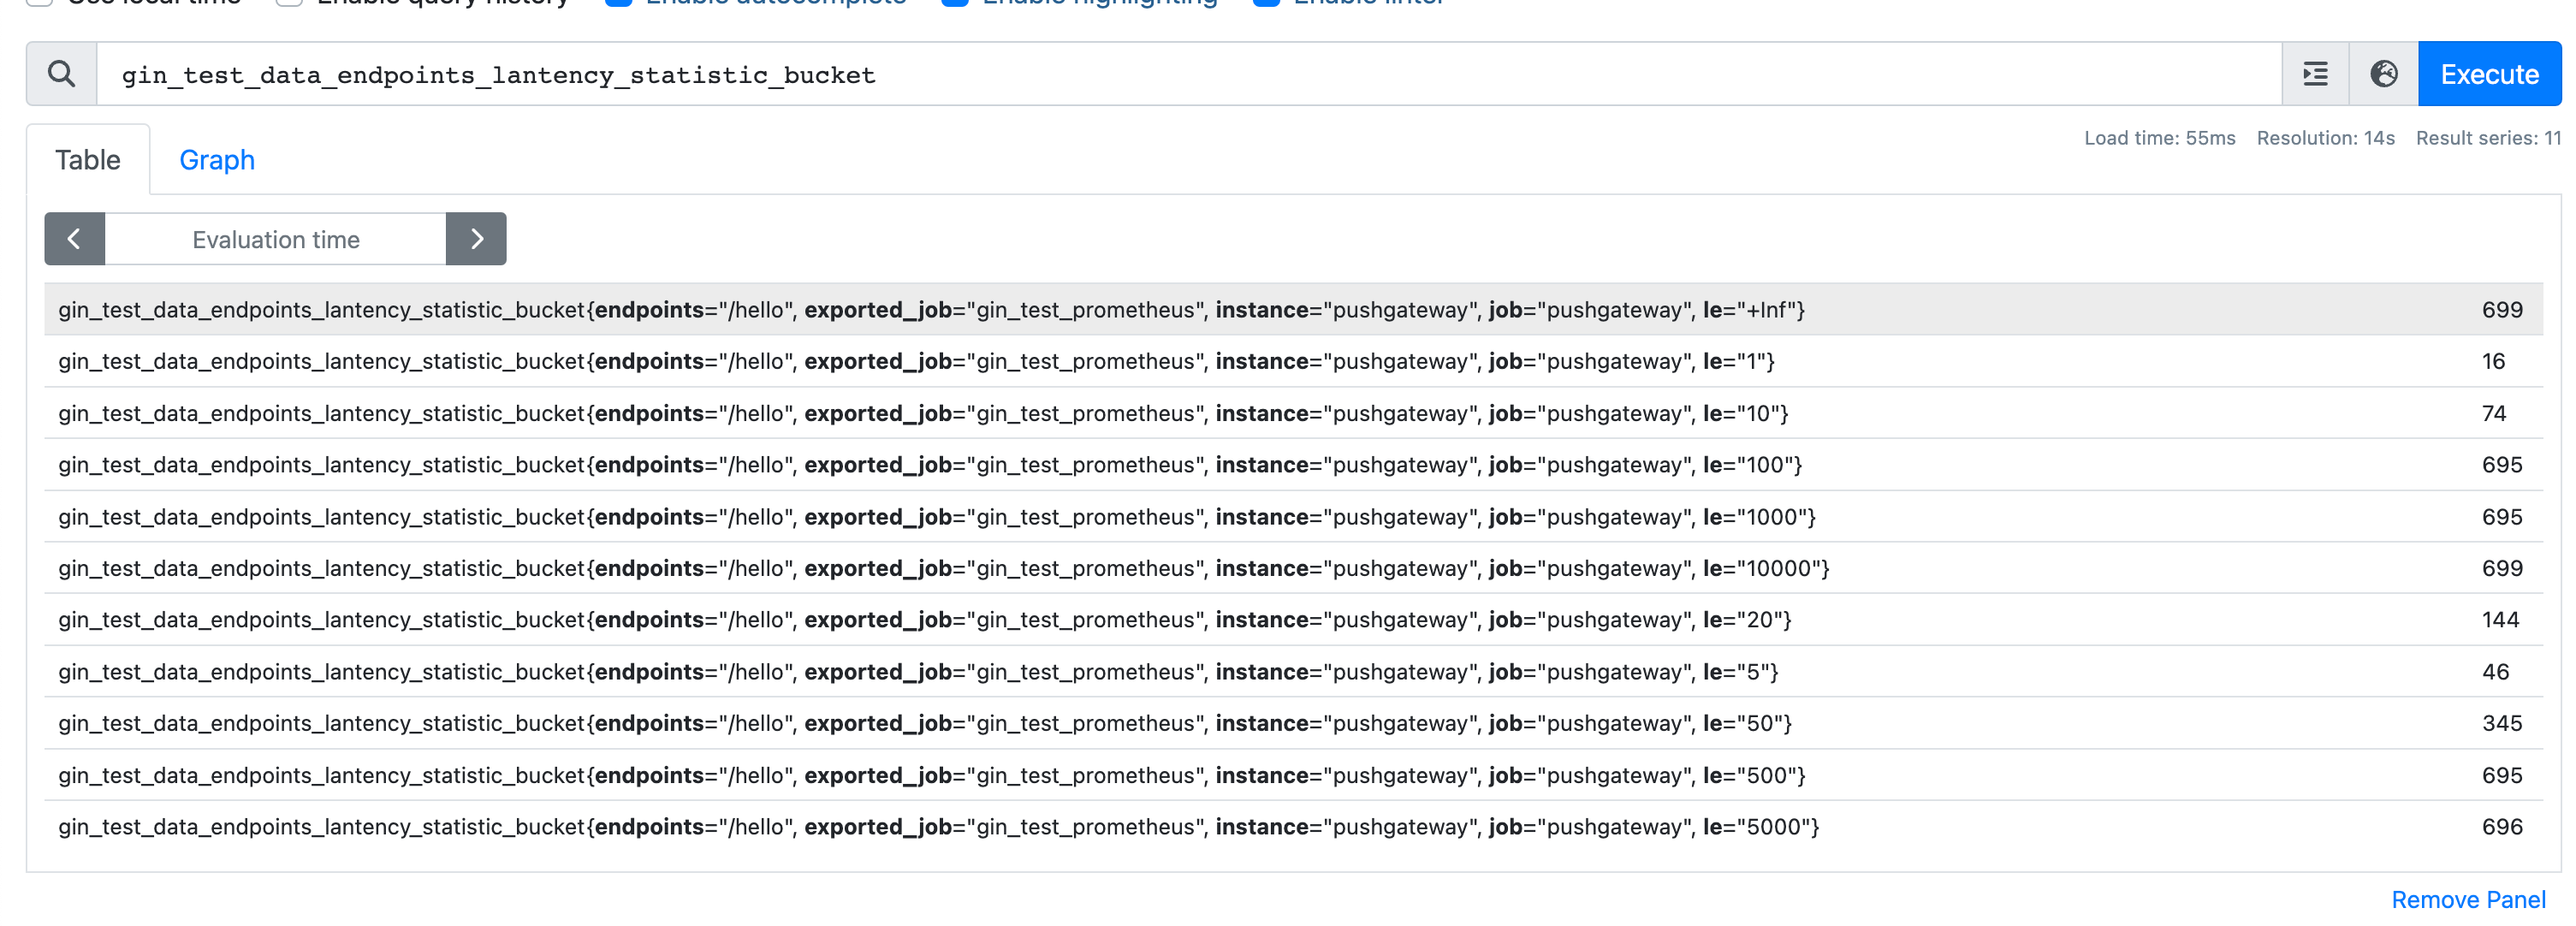 Use local time Enable query history Enable autocomplete Enable highlighting Enable linter
gin_test_data_endpoints_lantency_statistic_bucket Execute
Table Graph Load time: 55ms Resolution: 14s Result series: 11
Evaluation time
gin_test_data_endpoints_lantency_statistic_bucket{endpoints="/hello", exported_job="gin_test_prometheus", instance="pushgateway", job="pushgateway", le="+Inf"} 699
gin_test_data_endpoints_lantency_statistic_bucket{endpoints="/hello", exported_job="gin_test_prometheus", instance="pushgateway", job="pushgateway", le="1"} 16
gin_test_data_endpoints_lantency_statistic_bucket{endpoints="/hello", exported_job="gin_test_prometheus", instance="pushgateway", job="pushgateway", le="10"} 74
gin_test_data_endpoints_lantency_statistic_bucket{endpoints="/hello", exported_job="gin_test_prometheus", instance="pushgateway", job="pushgateway", le="100"} 695
gin_test_data_endpoints_lantency_statistic_bucket{endpoints="/hello", exported_job="gin_test_prometheus", instance="pushgateway", job="pushgateway", le="1000"} 695
gin_test_data_endpoints_lantency_statistic_bucket{endpoints="/hello", exported_job="gin_test_prometheus", instance="pushgateway", job="pushgateway", le="10000"} 699
gin_test_data_endpoints_lantency_statistic_bucket{endpoints="/hello", exported_job="gin_test_prometheus", instance="pushgateway", job="pushgateway", le="20"} 144
gin_test_data_endpoints_lantency_statistic_bucket{endpoints="/hello", exported_job="gin_test_prometheus", instance="pushgateway", job="pushgateway", le="5"} 46
gin_test_data_endpoints_lantency_statistic_bucket{endpoints="/hello", exported_job="gin_test_prometheus", instance="pushgateway", job="pushgateway", le="50"} 345
gin_test_data_endpoints_lantency_statistic_bucket{endpoints="/hello", exported_job="gin_test_prometheus", instance="pushgateway", job="pushgateway", le="500"} 695
gin_test_data_endpoints_lantency_statistic_bucket{endpoints="/hello", exported_job="gin_test_prometheus", instance="pushgateway", job="pushgateway", le="5000"} 696
Remove Panel